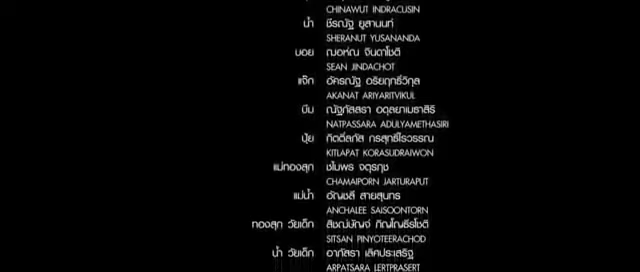 CHINAWUT INDRACUSIN
น้ำ ชีรณัฐ ยูสานนท์
SHERANUT YUSANANDA
บอย ฌอห์ณ จินดาโชติ
SEAN JINDACHOT
แจ๊ก อัครณัฐ อริยฤทธิ์วิกุล
AKANAT ARIYARITVIKUL
บีม ณัฐภัสสรา อดุลยาเมธาสิริ
NATPASSARA ADULYAMETHASIRI
ปุ้ย กิตติ์ลภัส กรสุทธิ์ไรวรรณ
KITLAPAT KORASUDRAIWON
แม่ทองสุก ชไมพร จตุรภุช
CHAMAIPORN JARTURAPUT
แม่น้ำ อัญชลี สายสุนทร
ANCHALEE SAISOONTORN
ทองสุก วัยเด็ก สิชณ์บัญจ์ ภิญโญธีรโชติ
SITSAN PINYOTEERACHOD
น้ำ วัยเด็ก อาภัสรา เลิศประเสริฐ
ARPATSARA LERTPRASERT